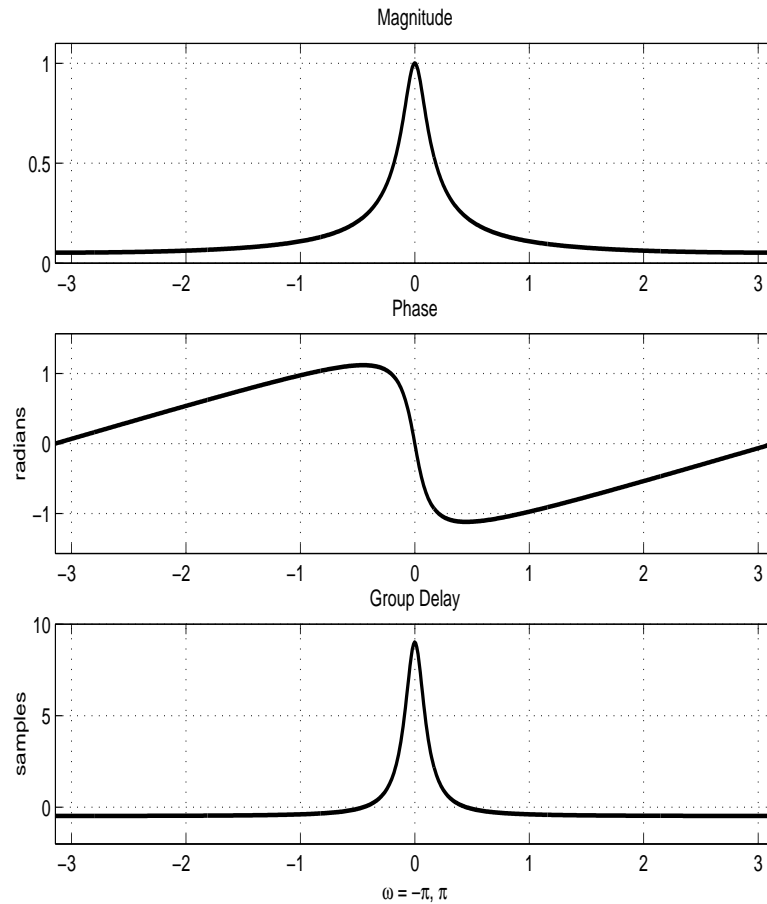 Magnitude
1
0.5
0
−3 −2 −1 0 1 2 3
Phase
radians
1
0
−1
−3 −2 −1 0 1 2 3
Group Delay
samples
10
5
0
−3 −2 −1 0 1 2 3
ω = −π, π